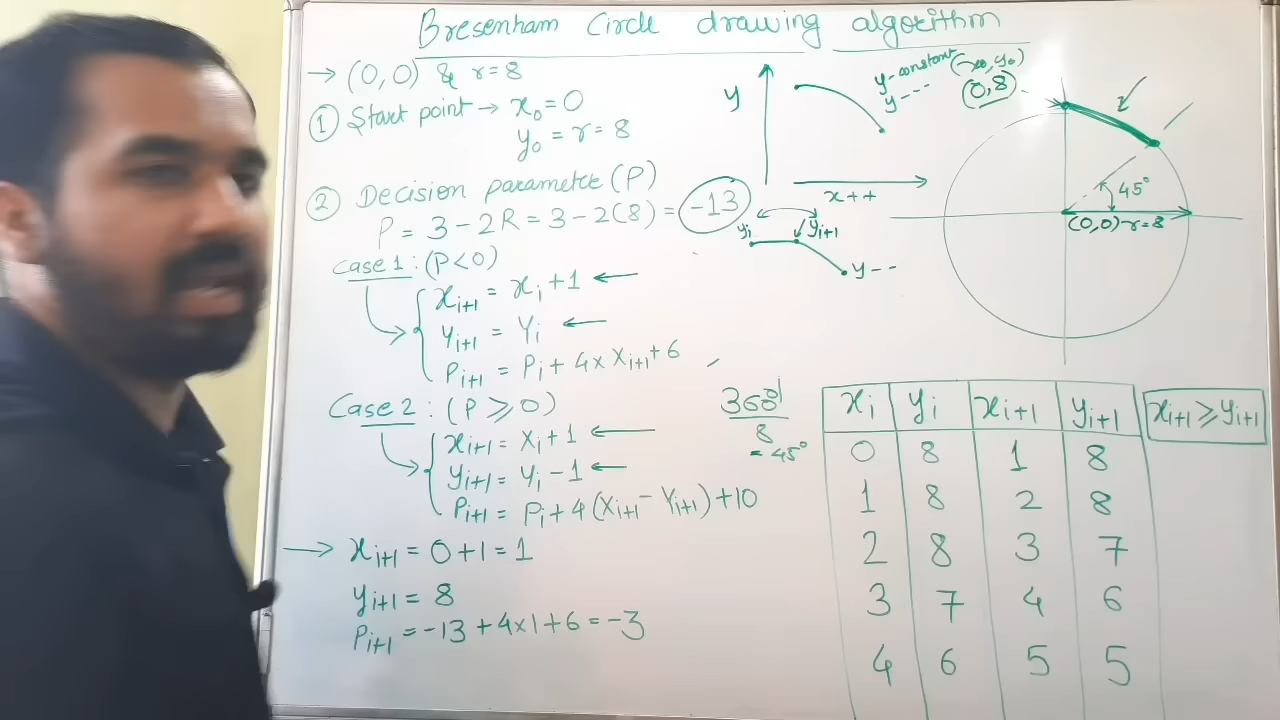 Bresenham Circle drawing algorithm
→ (0,0) & r=8
① Start point → x₀=0
y₀ = r = 8
② Decision parameter (P)
P = 3-2R = 3-2(8) = -13
Case 1 : (P<0)
xᵢ₊₁ = xᵢ+1 ←
yᵢ₊₁ = Yᵢ ←
Pᵢ₊₁ = Pᵢ + 4x Xᵢ₊₁ + 6
Case 2 : (P ≥ 0)
xᵢ₊₁ = Xᵢ+1 ←
yᵢ₊₁ = Yᵢ-1 ←
Pᵢ₊₁ = Pᵢ+4(Xᵢ₊₁ - Yᵢ₊₁)+10
→ xᵢ₊₁ = 0+1 = 1
yᵢ₊₁ = 8
Pᵢ₊₁ = -13 + 4x1+6 = -3
y
x++
y-constant
y---
yᵢ
yᵢ₊₁
y--
(0,8)
45°
(0,0) r=8
360
8
= 45°
xᵢ yᵢ xᵢ₊₁ yᵢ₊₁ xᵢ₊₁ ≥ yᵢ₊₁
0 8 1 8
1 8 2 8
2 8 3 7
3 7 4 6
4 6 5 5